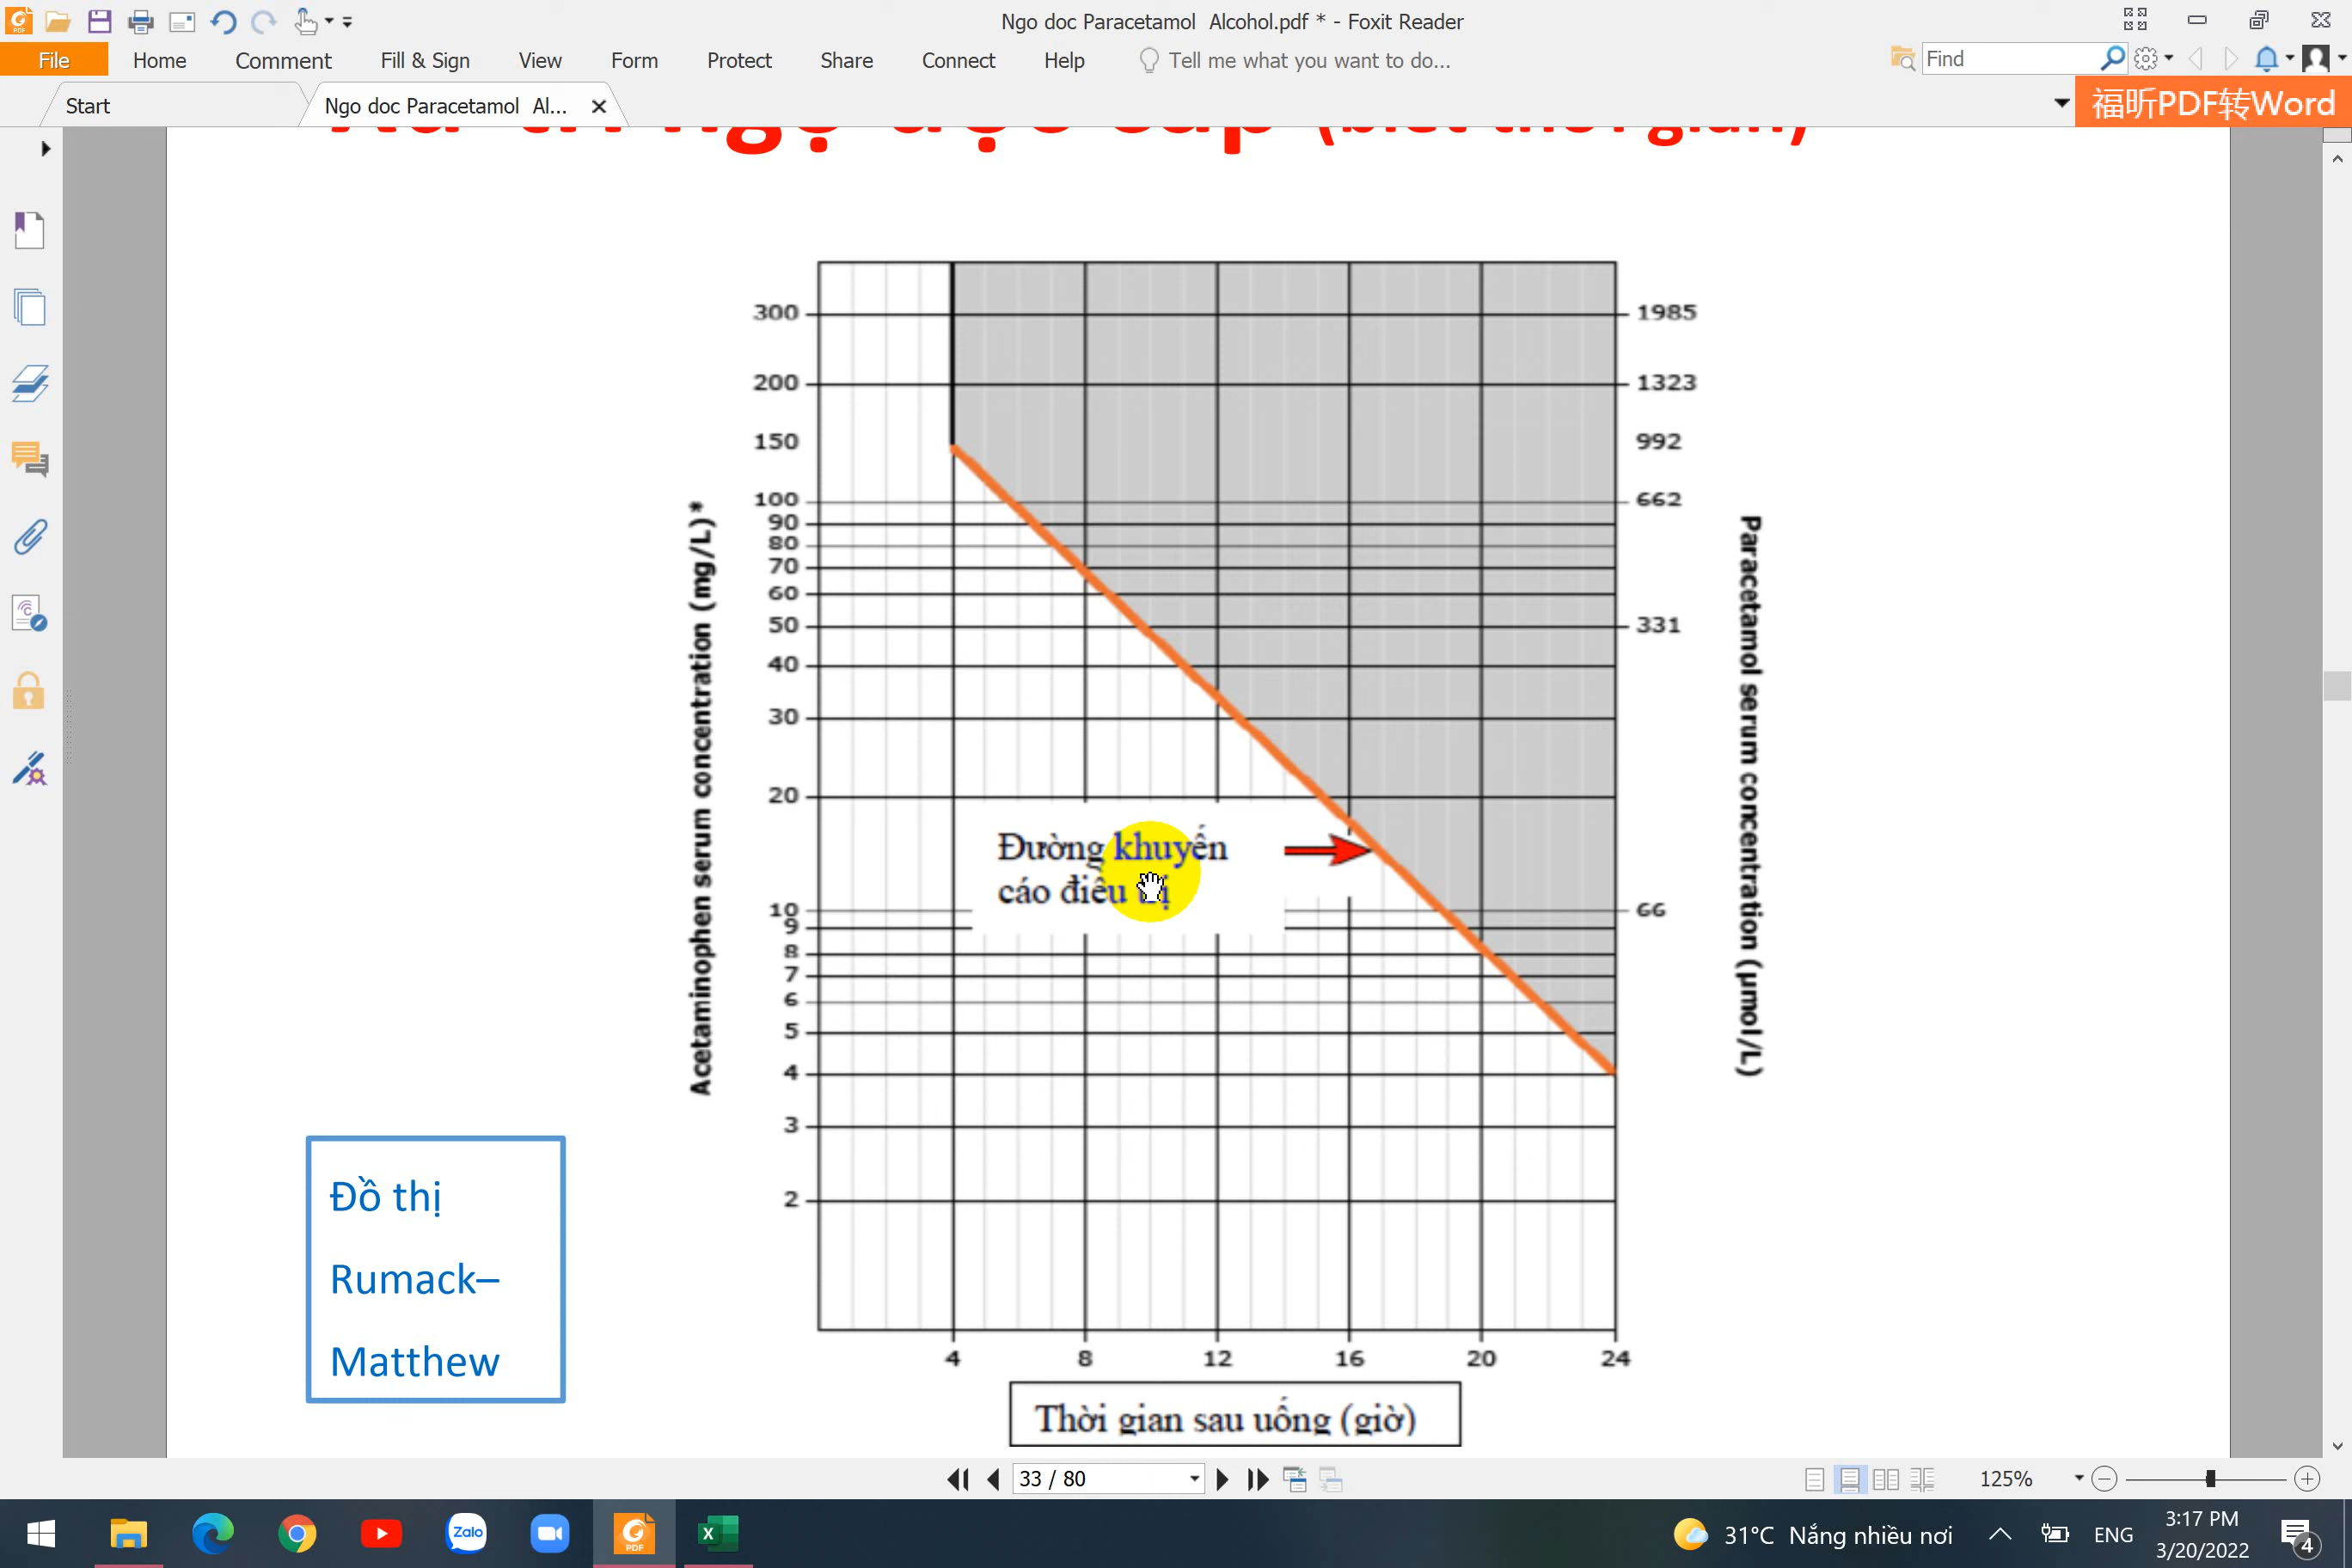 Ngo doc Paracetamol Alcohol.pdf * - Foxit Reader
File Home Comment Fill & Sign View Form Protect Share Connect Help Tell me what you want to do... Find
Start Ngo doc Paracetamol Al... 福昕PDF转Word
300 1985
200 1323
150 992
100 662
90
80
70
60
50 331
40
30
20
10 66
9
8
7
6
5
4
3
2
Acetaminophen serum concentration (mg/L)*
Paracetamol serum concentration (µmol/L)
Đường khuyến
cáo điều trị
4 8 12 16 20 24
Thời gian sau uống (giờ)
Đồ thị
Rumack–
Matthew
33 / 80 125%
Zalo
PDF
31°C Nắng nhiều nơi ENG 3:17 PM
3/20/2022 4